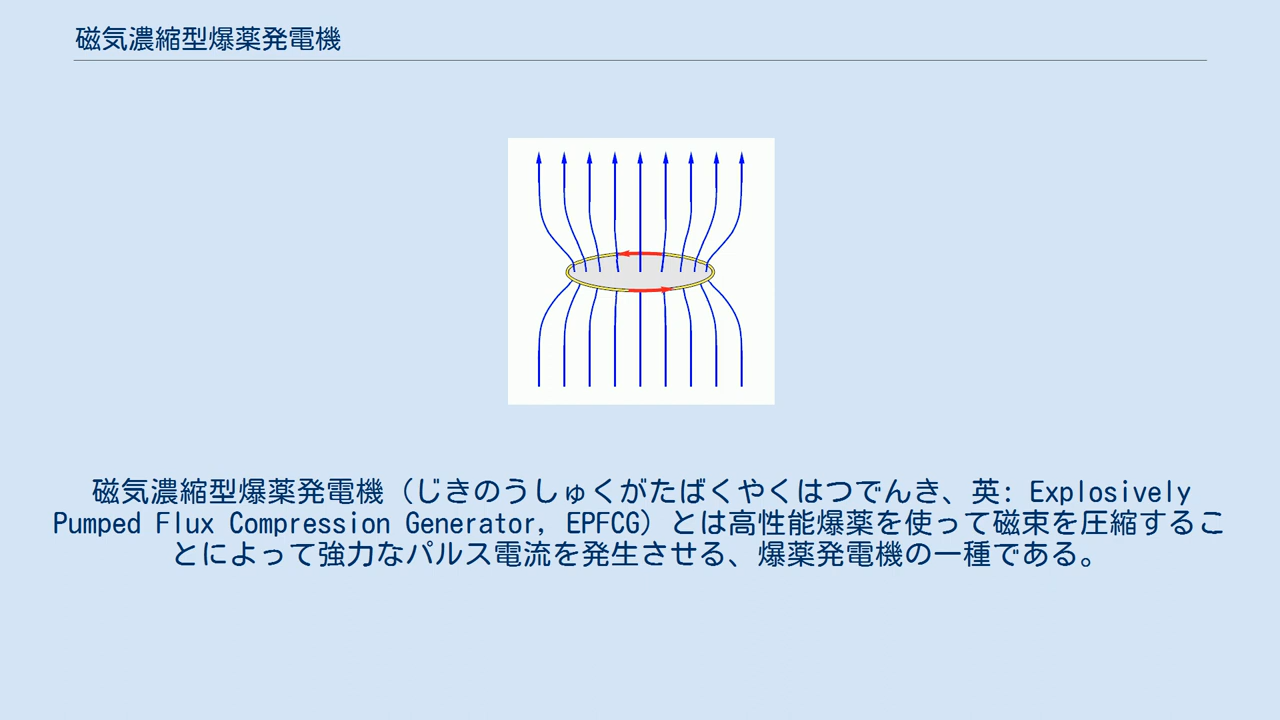 磁気濃縮型爆薬発電機
磁気濃縮型爆薬発電機（じきのうしゅくがたばくやくはつでんき、英: Explosively
Pumped Flux Compression Generator, EPFCG）とは高性能爆薬を使って磁束を圧縮するこ
とによって強力なパルス電流を発生させる、爆薬発電機の一種である。